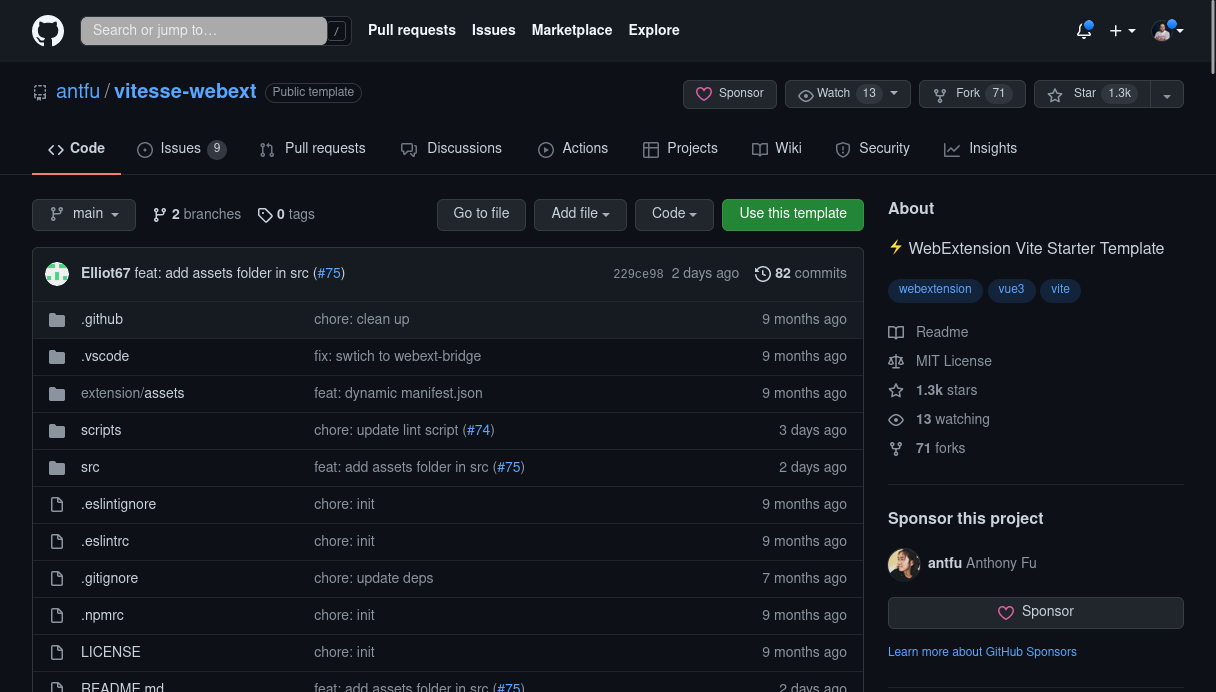 Search or jump to… /
Pull requests Issues Marketplace Explore
antfu / vitesse-webext Public template
Sponsor Watch 13 Fork 71 Star 1.3k
Code Issues 9 Pull requests Discussions Actions Projects Wiki Security Insights
main 2 branches 0 tags Go to file Add file Code Use this template
Elliot67 feat: add assets folder in src (#75) 229ce98 2 days ago 82 commits
.github chore: clean up 9 months ago
.vscode fix: swtich to webext-bridge 9 months ago
extension/assets feat: dynamic manifest.json 9 months ago
scripts chore: update lint script (#74) 3 days ago
src feat: add assets folder in src (#75) 2 days ago
.eslintignore chore: init 9 months ago
.eslintrc chore: init 9 months ago
.gitignore chore: update deps 7 months ago
.npmrc chore: init 9 months ago
LICENSE chore: init 9 months ago
README.md feat: add assets folder in src (#75) 2 days ago
About
⚡ WebExtension Vite Starter Template
webextension vue3 vite
Readme
MIT License
1.3k stars
13 watching
71 forks
Sponsor this project
antfu Anthony Fu
Sponsor
Learn more about GitHub Sponsors